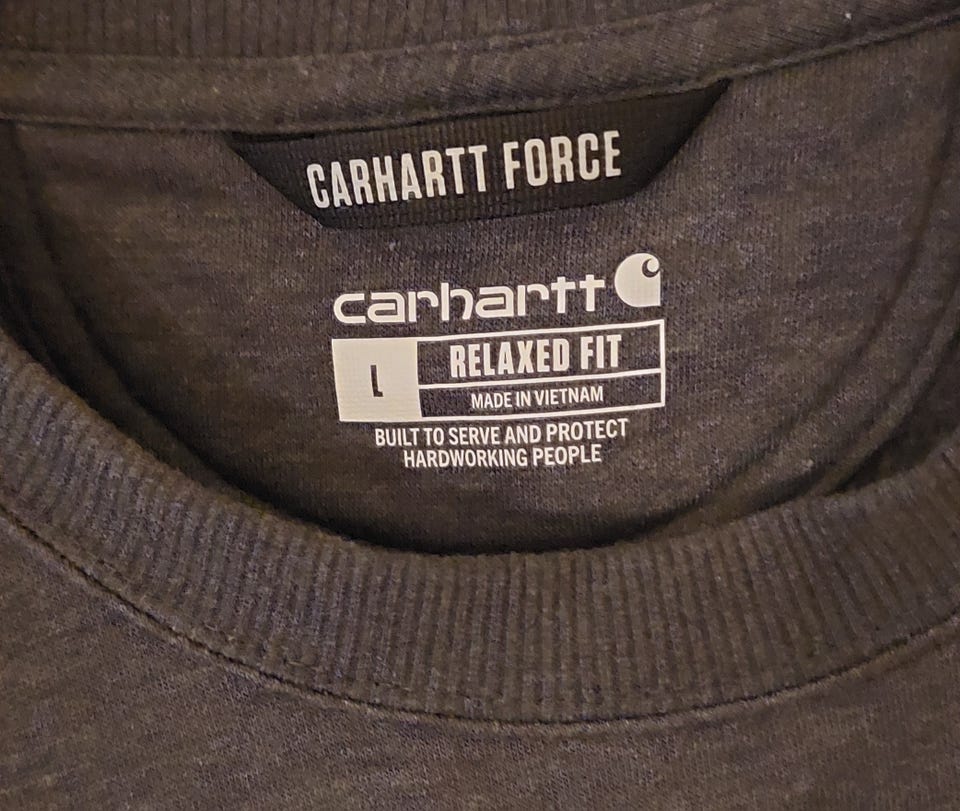 CARHARTT FORCE
carhartt
L
RELAXED FIT
MADE IN VIETNAM
BUILT TO SERVE AND PROTECT
HARDWORKING PEOPLE